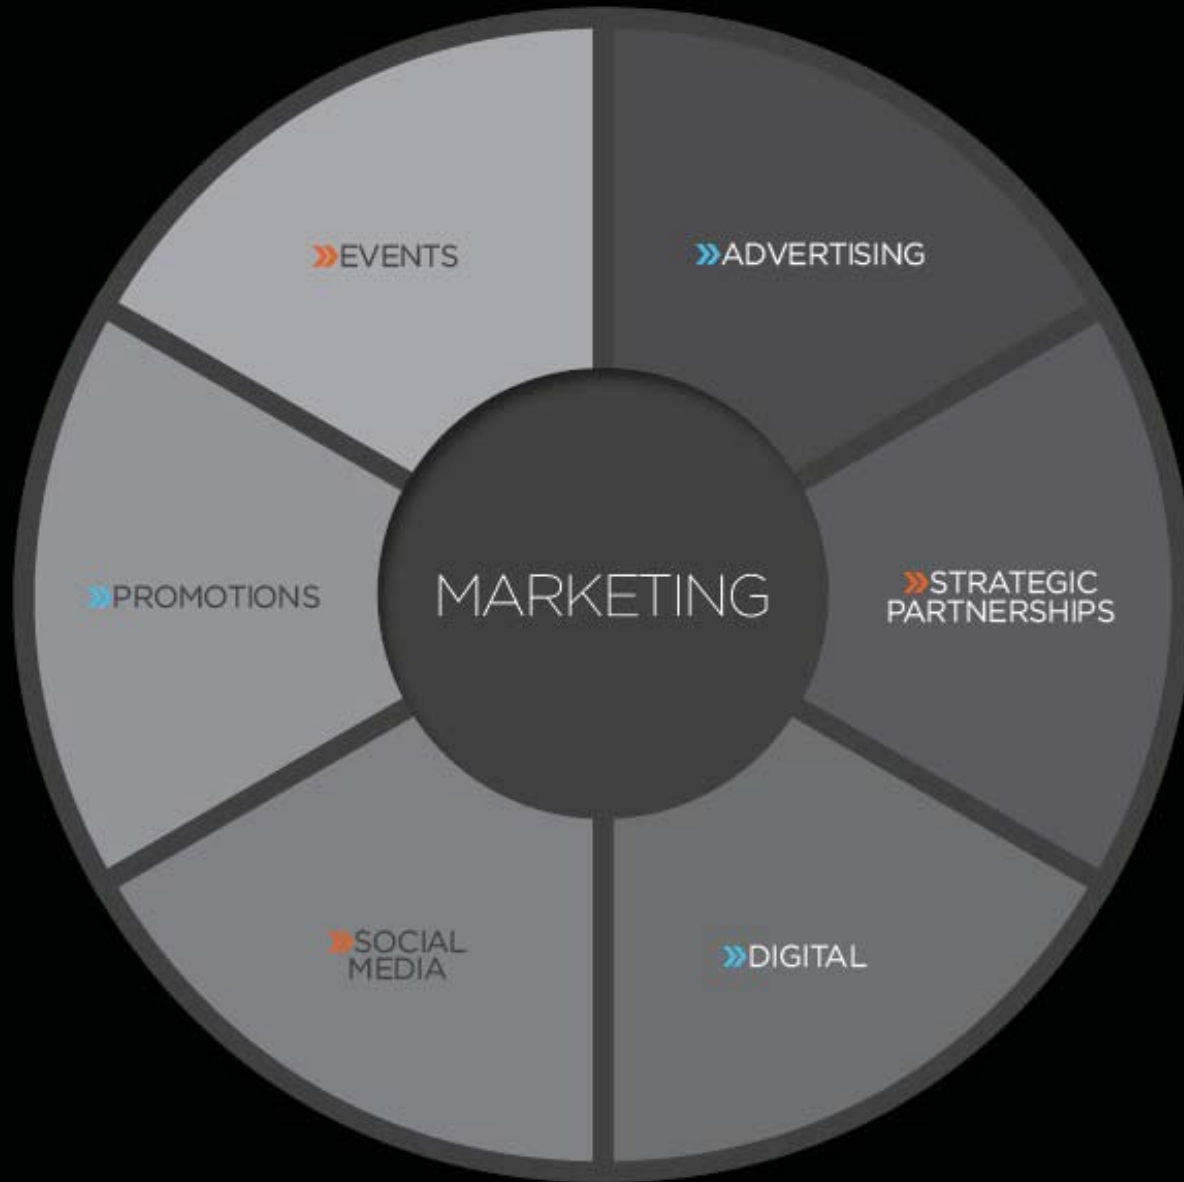 »EVENTS
»ADVERTISING
»PROMOTIONS
MARKETING
»STRATEGIC
PARTNERSHIPS
»SOCIAL
MEDIA
»DIGITAL